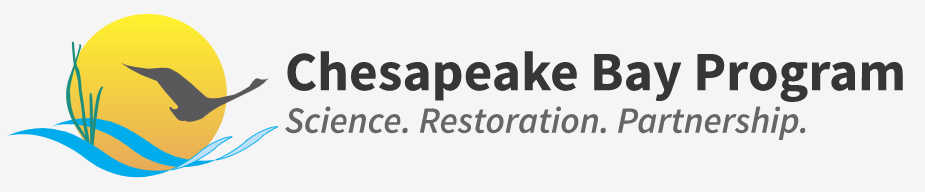 Chesapeake Bay Program
Science. Restoration. Partnership.